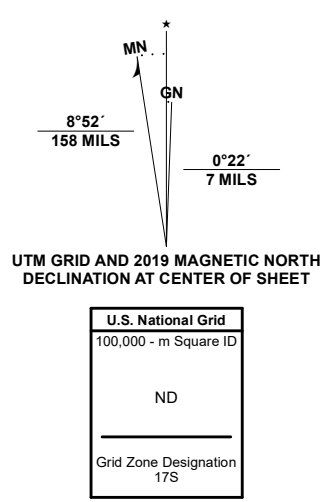 ★
MN
GN
8°52´
158 MILS
0°22´
7 MILS
UTM GRID AND 2019 MAGNETIC NORTH
DECLINATION AT CENTER OF SHEET
U.S. National Grid
100,000 - m Square ID
ND
Grid Zone Designation
17S